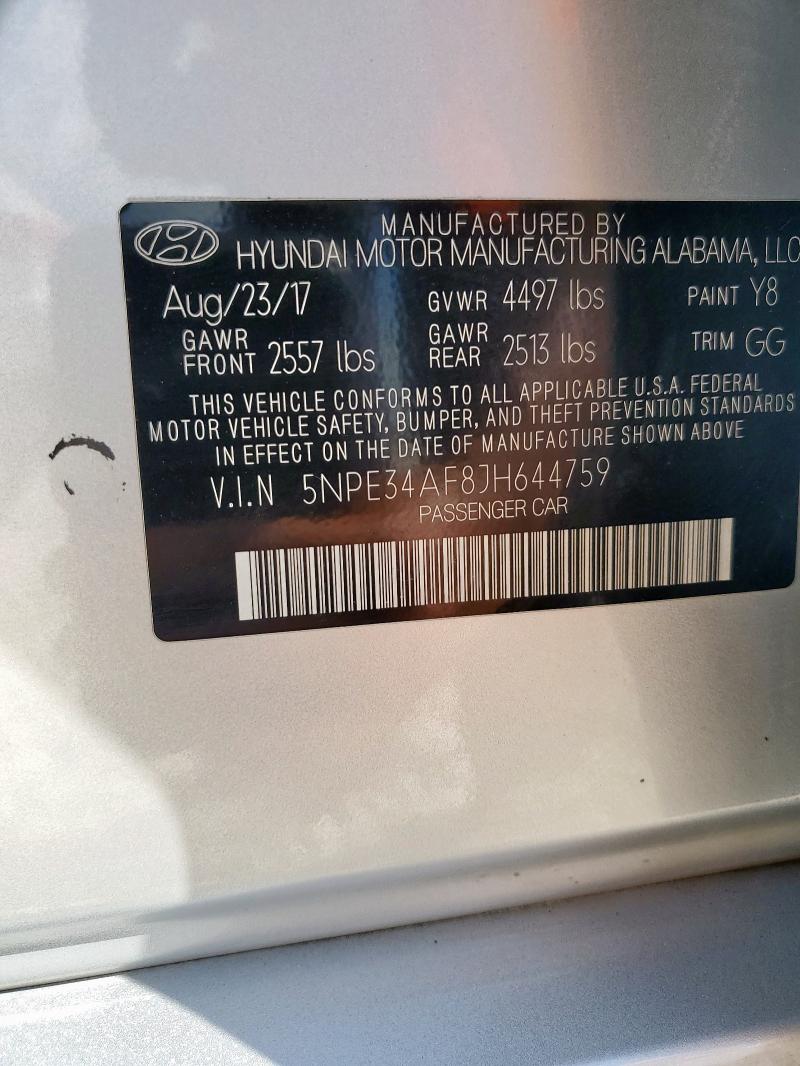 MANUFACTURED BY
HYUNDAI MOTOR MANUFACTURING ALABAMA, LLC
Aug/23/17 GVWR 4497 lbs PAINT Y8
GAWR FRONT 2557 lbs GAWR REAR 2513 lbs TRIM GG
THIS VEHICLE CONFORMS TO ALL APPLICABLE U.S.A. FEDERAL
MOTOR VEHICLE SAFETY, BUMPER, AND THEFT PREVENTION STANDARDS
IN EFFECT ON THE DATE OF MANUFACTURE SHOWN ABOVE
V.I.N 5NPE34AF8JH644759
PASSENGER CAR